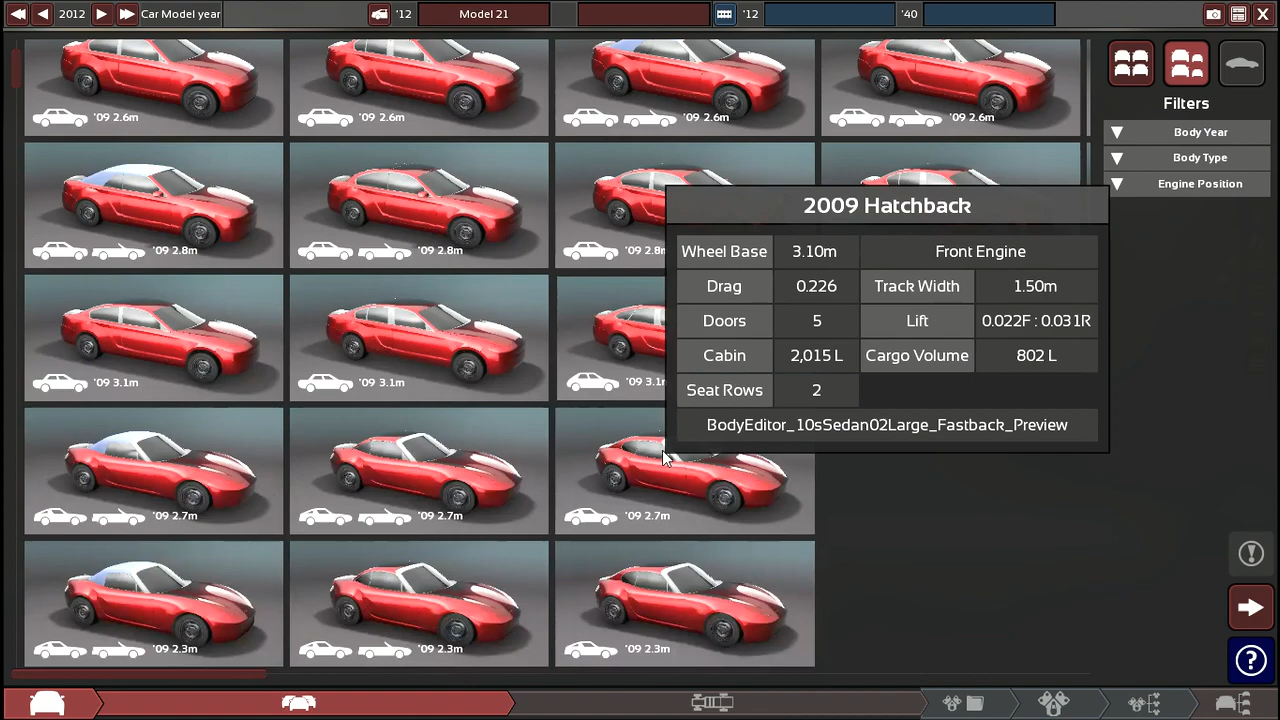 2012 Car Model year '12 Model 21 '12 '40
Filters
Body Year
Body Type
Engine Position
'09 2.6m '09 2.6m '09 2.6m '09 2.6m
'09 2.8m '09 2.8m '09 2.8m
'09 3.1m '09 3.1m '09 3.1m
'09 2.7m '09 2.7m '09 2.7m
'09 2.3m '09 2.3m '09 2.3m
2009 Hatchback
Wheel Base 3.10m Front Engine
Drag 0.226 Track Width 1.50m
Doors 5 Lift 0.022F : 0.031R
Cabin 2,015 L Cargo Volume 802 L
Seat Rows 2
BodyEditor_10sSedan02Large_Fastback_Preview